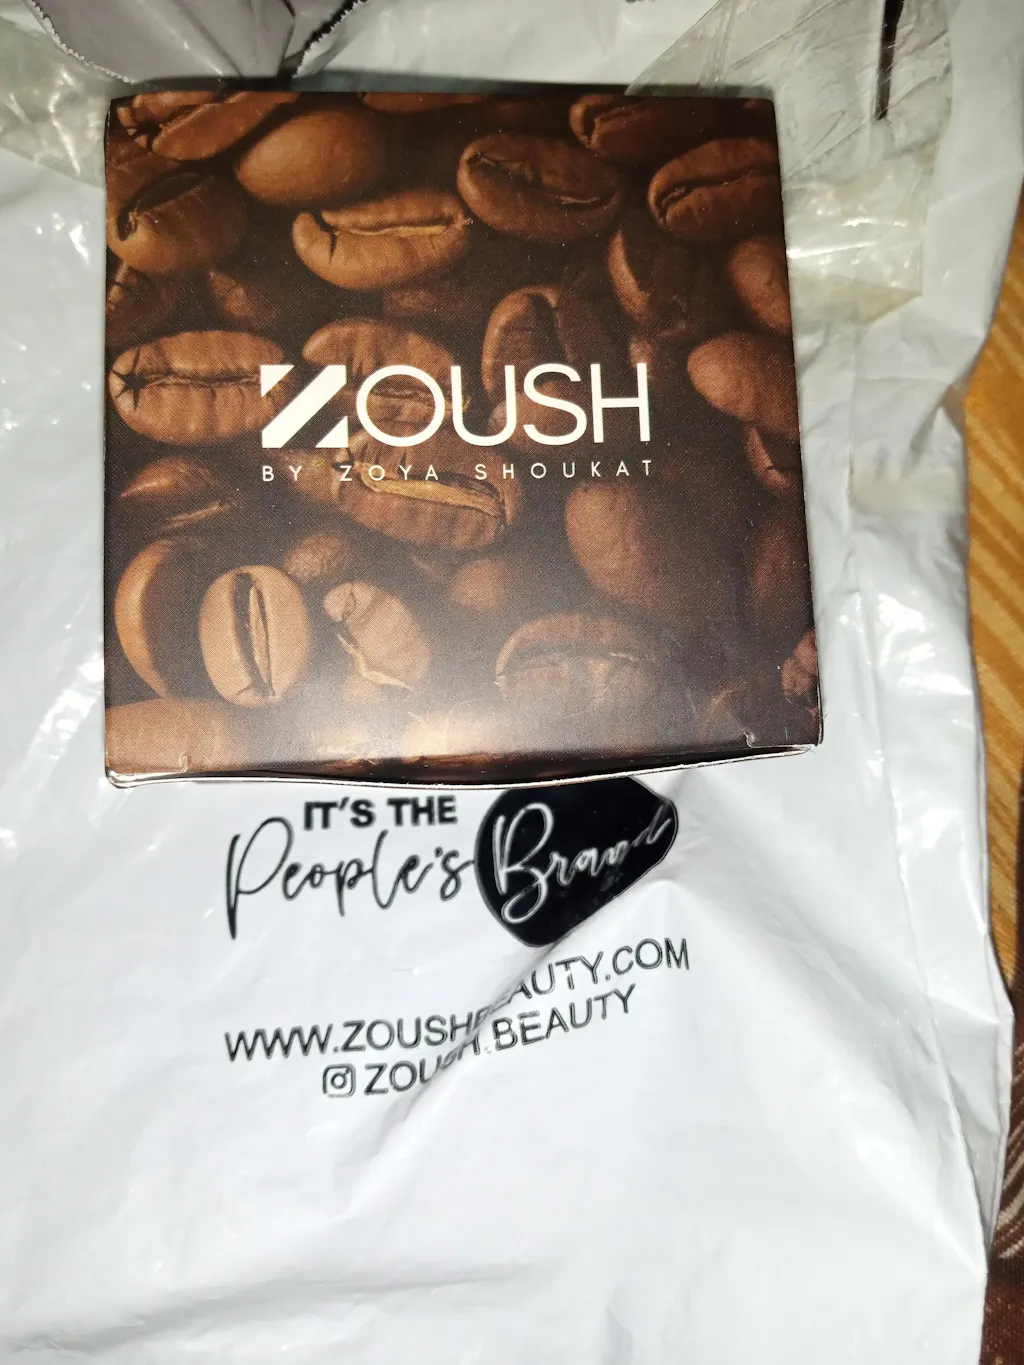 ZOUSH
BY ZOYA SHOUKAT
IT'S THE
People's Brand
WWW.ZOUSHBEAUTY.COM
ZOUSH.BEAUTY